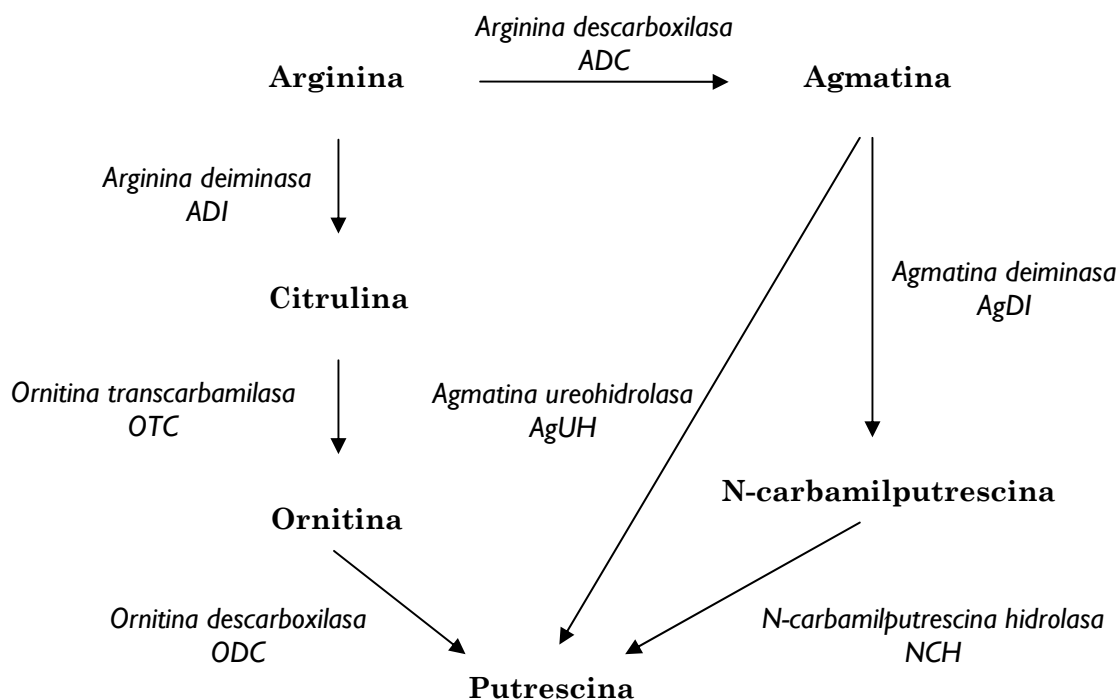 Arginina descarboxilasa
ADC
Arginina
Agmatina
Arginina deiminasa
ADI
Citrulina
Agmatina deiminasa
AgDI
Ornitina transcarbamilasa
OTC
Agmatina ureohidrolasa
AgUH
N-carbamilputrescina
Ornitina
Ornitina descarboxilasa
ODC
N-carbamilputrescina hidrolasa
NCH
Putrescina